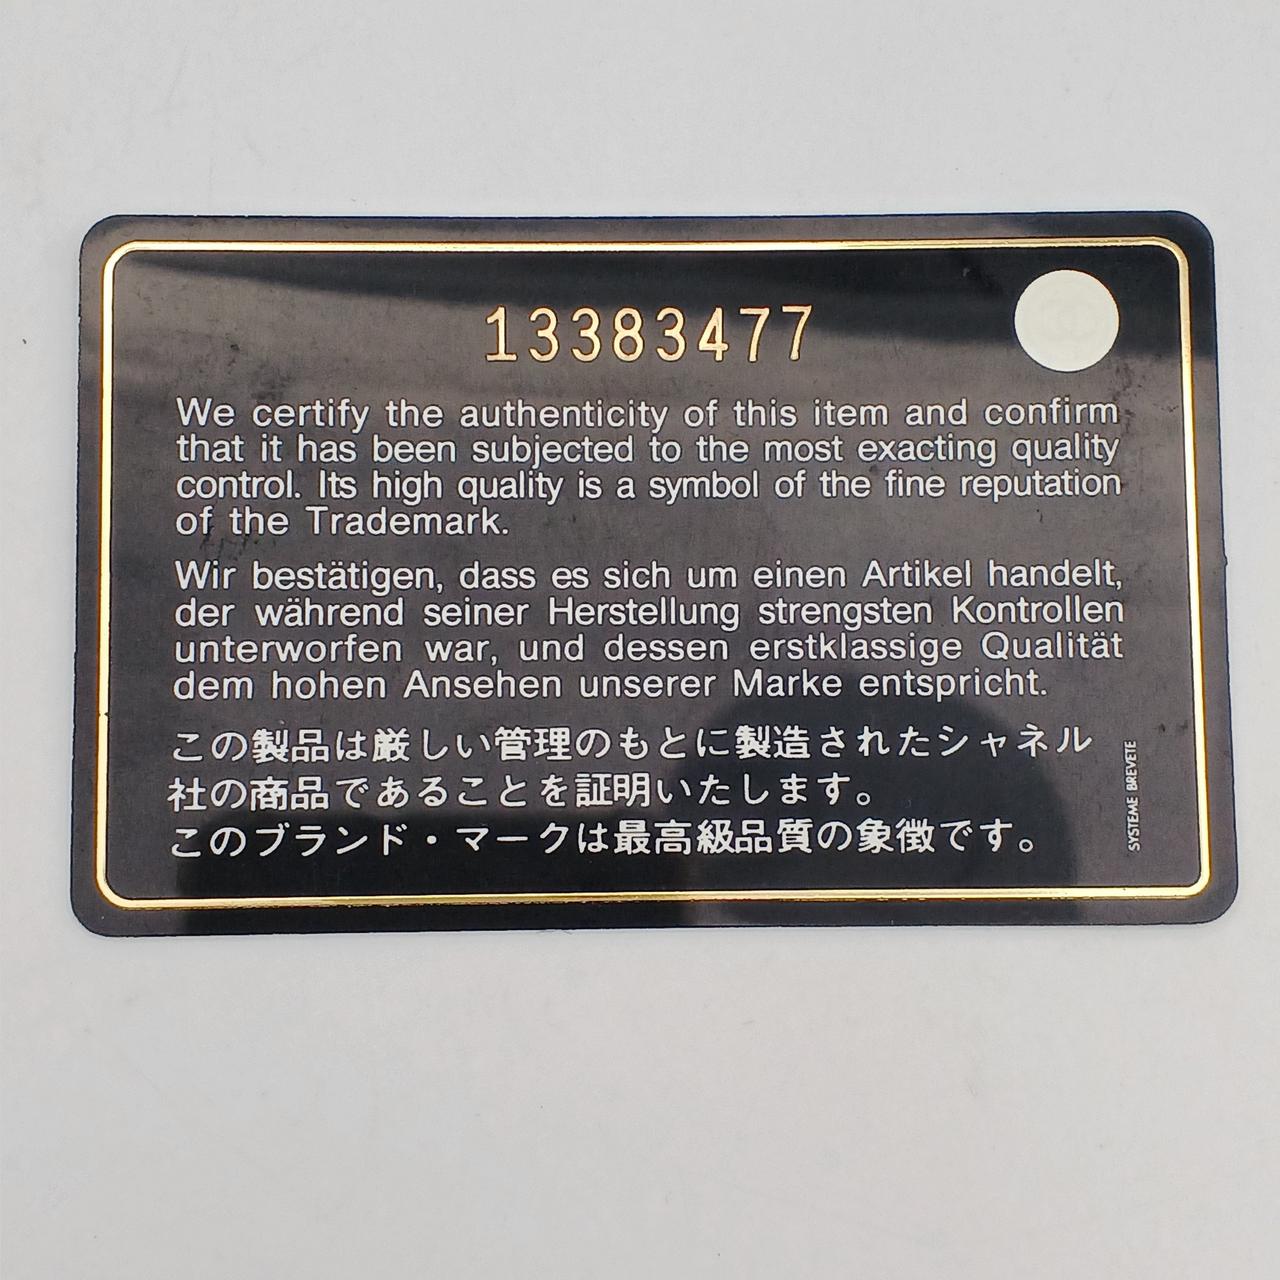 13383477
We certify the authenticity of this item and confirm
that it has been subjected to the most exacting quality
control. Its high quality is a symbol of the fine reputation
of the Trademark.
Wir bestätigen, dass es sich um einen Artikel handelt,
der während seiner Herstellung strengsten Kontrollen
unterworfen war, und dessen erstklassige Qualität
dem hohen Ansehen unserer Marke entspricht.
この製品は厳しい管理のもとに製造されたシャネル
社の商品であることを証明いたします。
このブランド・マークは最高級品質の象徴です。
SYSTEME BREVETE